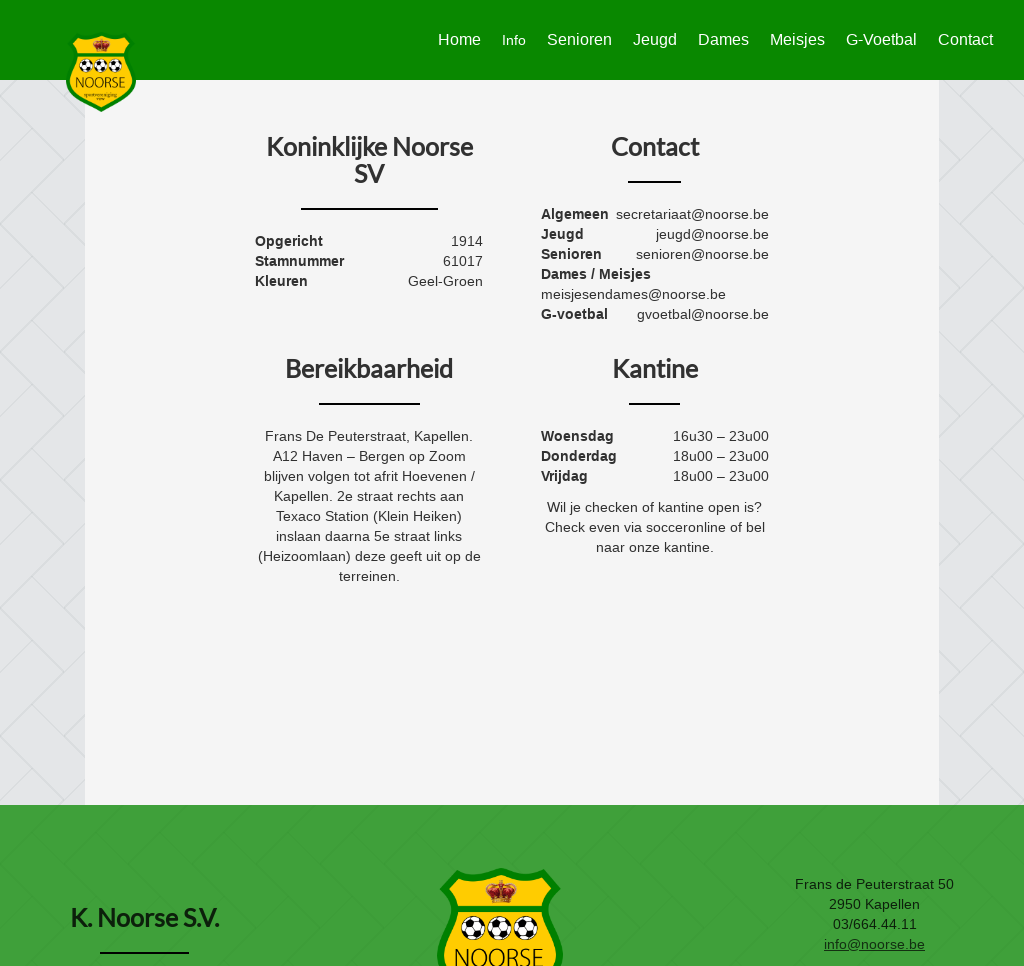 Home Info Senioren Jeugd Dames Meisjes G-Voetbal Contact
NOORSE
sportvereniging
vzw
Koninklijke Noorse
SV
Opgericht 1914
Stamnummer 61017
Kleuren Geel-Groen
Contact
Algemeen secretariaat@noorse.be
Jeugd jeugd@noorse.be
Senioren senioren@noorse.be
Dames / Meisjes
meisjesendames@noorse.be
G-voetbal gvoetbal@noorse.be
Bereikbaarheid
Frans De Peuterstraat, Kapellen.
A12 Haven – Bergen op Zoom
blijven volgen tot afrit Hoevenen /
Kapellen. 2e straat rechts aan
Texaco Station (Klein Heiken)
inslaan daarna 5e straat links
(Heizoomlaan) deze geeft uit op de
terreinen.
Kantine
Woensdag 16u30 – 23u00
Donderdag 18u00 – 23u00
Vrijdag 18u00 – 23u00
Wil je checken of kantine open is?
Check even via socceronline of bel
naar onze kantine.
K. Noorse S.V.
NOORSE
Frans de Peuterstraat 50
2950 Kapellen
03/664.44.11
info@noorse.be